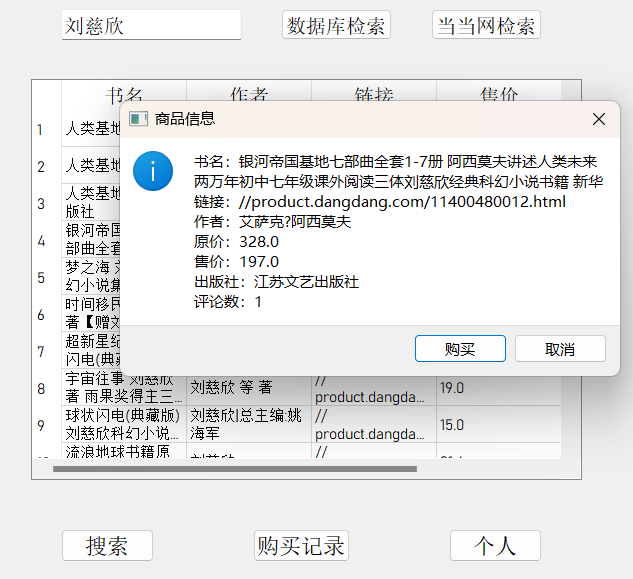 刘慈欣 数据库检索 当当网检索
书名 作者 链接 售价
商品信息
书名：银河帝国基地七部曲全套1-7册 阿西莫夫讲述人类未来
两万年初中七年级课外阅读三体刘慈欣经典科幻小说书籍 新华
链接：//product.dangdang.com/11400480012.html
作者：艾萨克?阿西莫夫
原价：328.0
售价：197.0
出版社：江苏文艺出版社
评论数：1
购买 取消
1 人类基地
2 人类基地
3 人类基地
版社
4 银河帝国
部曲全套
5 梦之海 刘
幻小说集
6 时间移民
著【赠刘
7 超新星纪
闪电(典藏
8 宇宙往事 刘慈欣 刘慈欣 等 著 // 19.0
著 雨果奖得主三... product.dangda...
9 球状闪电(典藏版) 刘慈欣|总主编:姚 // 15.0
刘慈欣科幻小说... 海军 product.dangda...
流浪地球书籍原 //
搜索 购买记录 个人